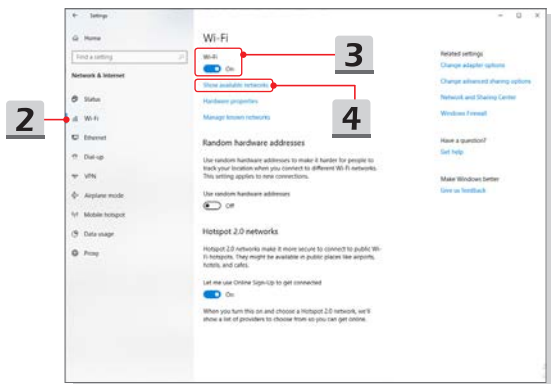 Settings
Home
Find a setting
Network & Internet
Status
Wi-Fi
Ethernet
Dial-up
VPN
Airplane mode
Mobile hotspot
Data usage
Proxy
2
Wi-Fi
Wi-Fi
On
3
Show available networks
4
Hardware properties
Manage known networks
Random hardware addresses
Use random hardware addresses to make it harder for people to
track your location when you connect to different Wi-Fi networks.
This setting applies to new connections.
Use random hardware addresses
Off
Hotspot 2.0 networks
Hotspot 2.0 networks make it more secure to connect to public Wi-
Fi hotspots. They might be available in public places like airports,
hotels, and cafes.
Let me use Online Sign-Up to get connected
On
When you turn this on and choose a Hotspot 2.0 network, we'll
show a list of providers to choose from so you can get online.
Related settings
Change adapter options
Change advanced sharing options
Network and Sharing Center
Windows Firewall
Have a question?
Get help
Make Windows better
Give us feedback